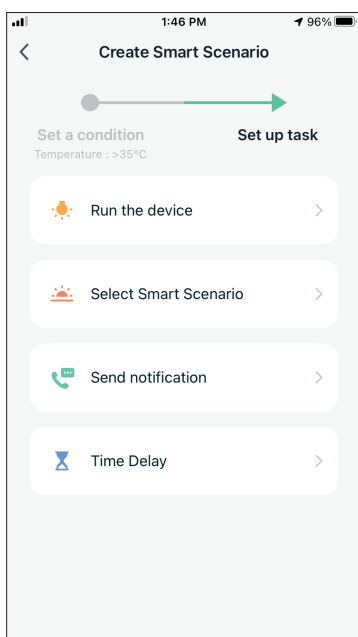 1:46 PM
96%
Create Smart Scenario
Set a condition
Set up task
Temperature : >35°C
Run the device
Select Smart Scenario
Send notification
Time Delay